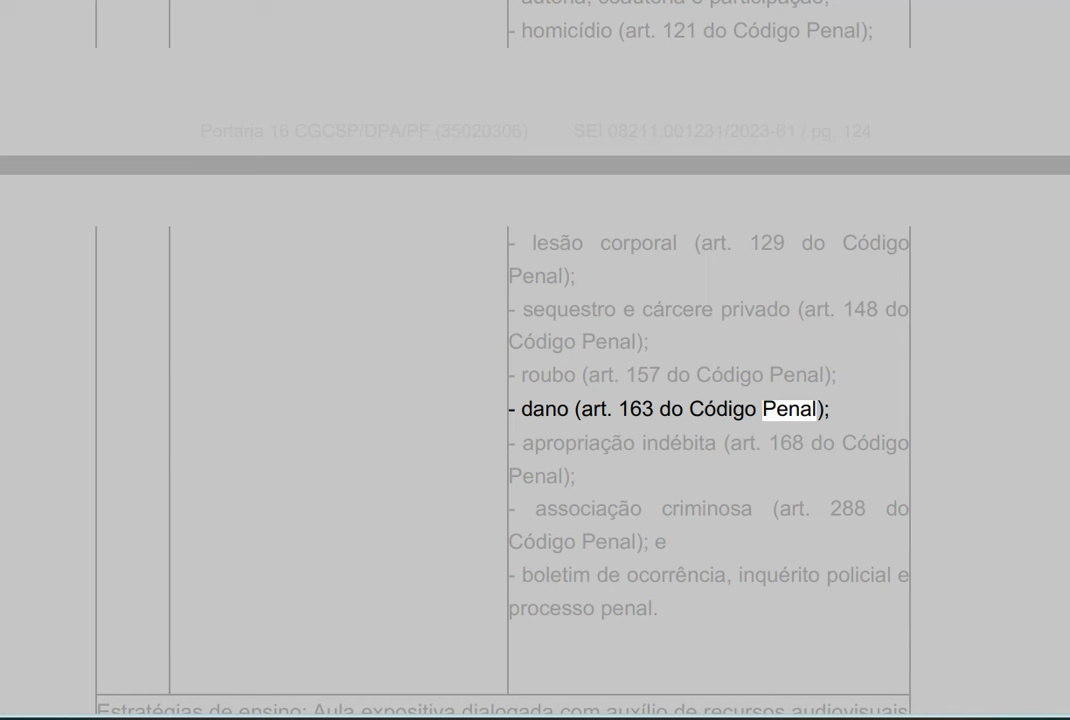 autoria, coautoria e participação;
- homicídio (art. 121 do Código Penal);
Portaria 16 CGCSP/DPA/PF (35020306) SEI 08211.001231/2023-61 / pg. 124
- lesão corporal (art. 129 do Código
Penal);
- sequestro e cárcere privado (art. 148 do
Código Penal);
- roubo (art. 157 do Código Penal);
- dano (art. 163 do Código Penal);
- apropriação indébita (art. 168 do Código
Penal);
- associação criminosa (art. 288 do
Código Penal); e
- boletim de ocorrência, inquérito policial e
processo penal.
Estratégias de ensino: Aula expositiva dialogada com auxílio de recursos audiovisuais